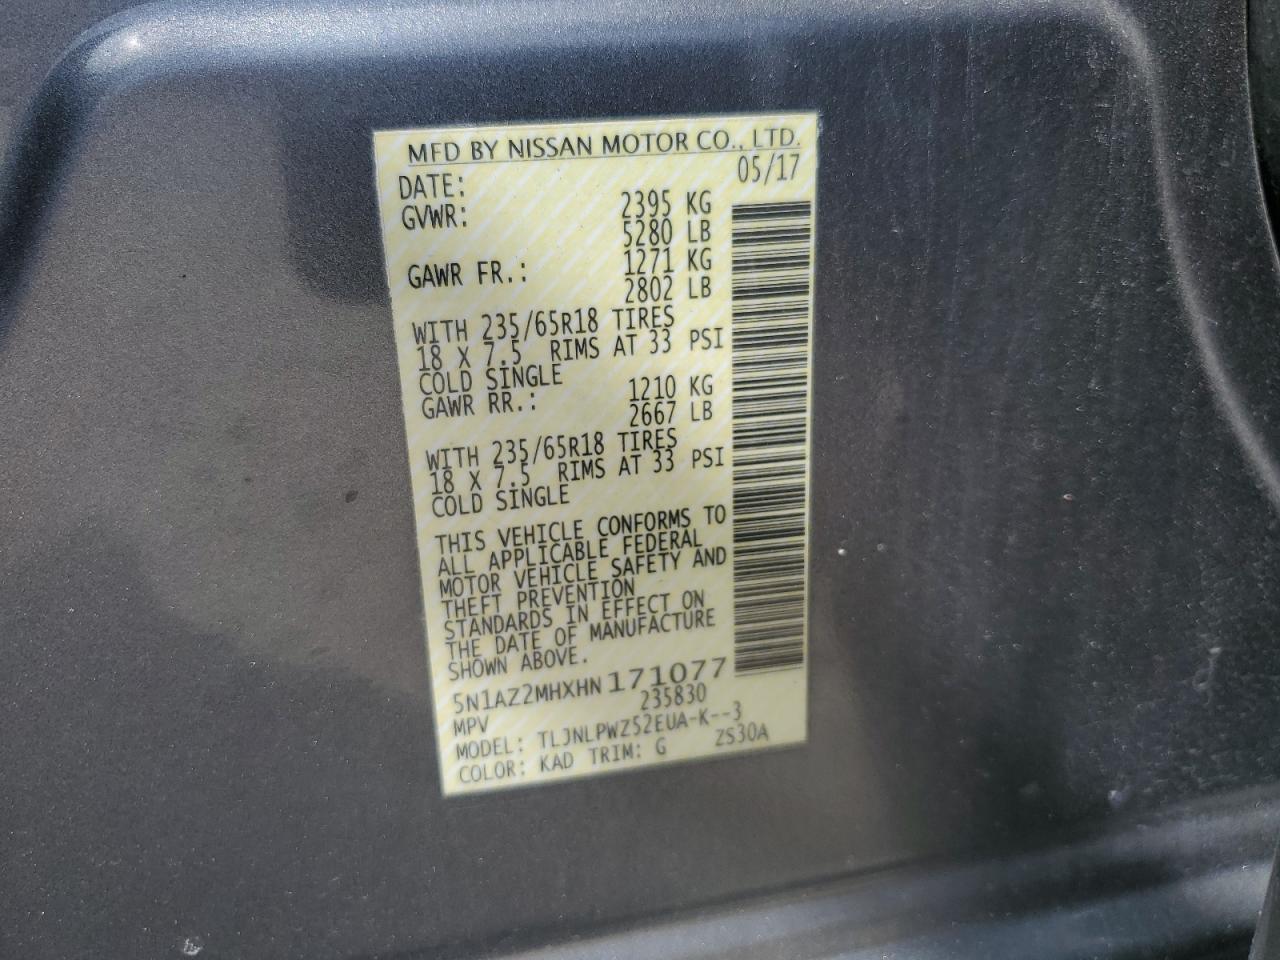 MFD BY NISSAN MOTOR CO., LTD.
DATE: 05/17
GVWR: 2395 KG
5280 LB
GAWR FR.: 1271 KG
2802 LB
WITH 235/65R18 TIRES
18 X 7.5 RIMS AT 33 PSI
COLD SINGLE
GAWR RR.: 1210 KG
2667 LB
WITH 235/65R18 TIRES
18 X 7.5 RIMS AT 33 PSI
COLD SINGLE
THIS VEHICLE CONFORMS TO
ALL APPLICABLE FEDERAL
MOTOR VEHICLE SAFETY AND
THEFT PREVENTION
STANDARDS IN EFFECT ON
THE DATE OF MANUFACTURE
SHOWN ABOVE.
5N1AZ2MHXHN171077
MPV 235830
MODEL: TLJNLPWZ52EUA-K--3
COLOR: KAD TRIM: G ZS30A